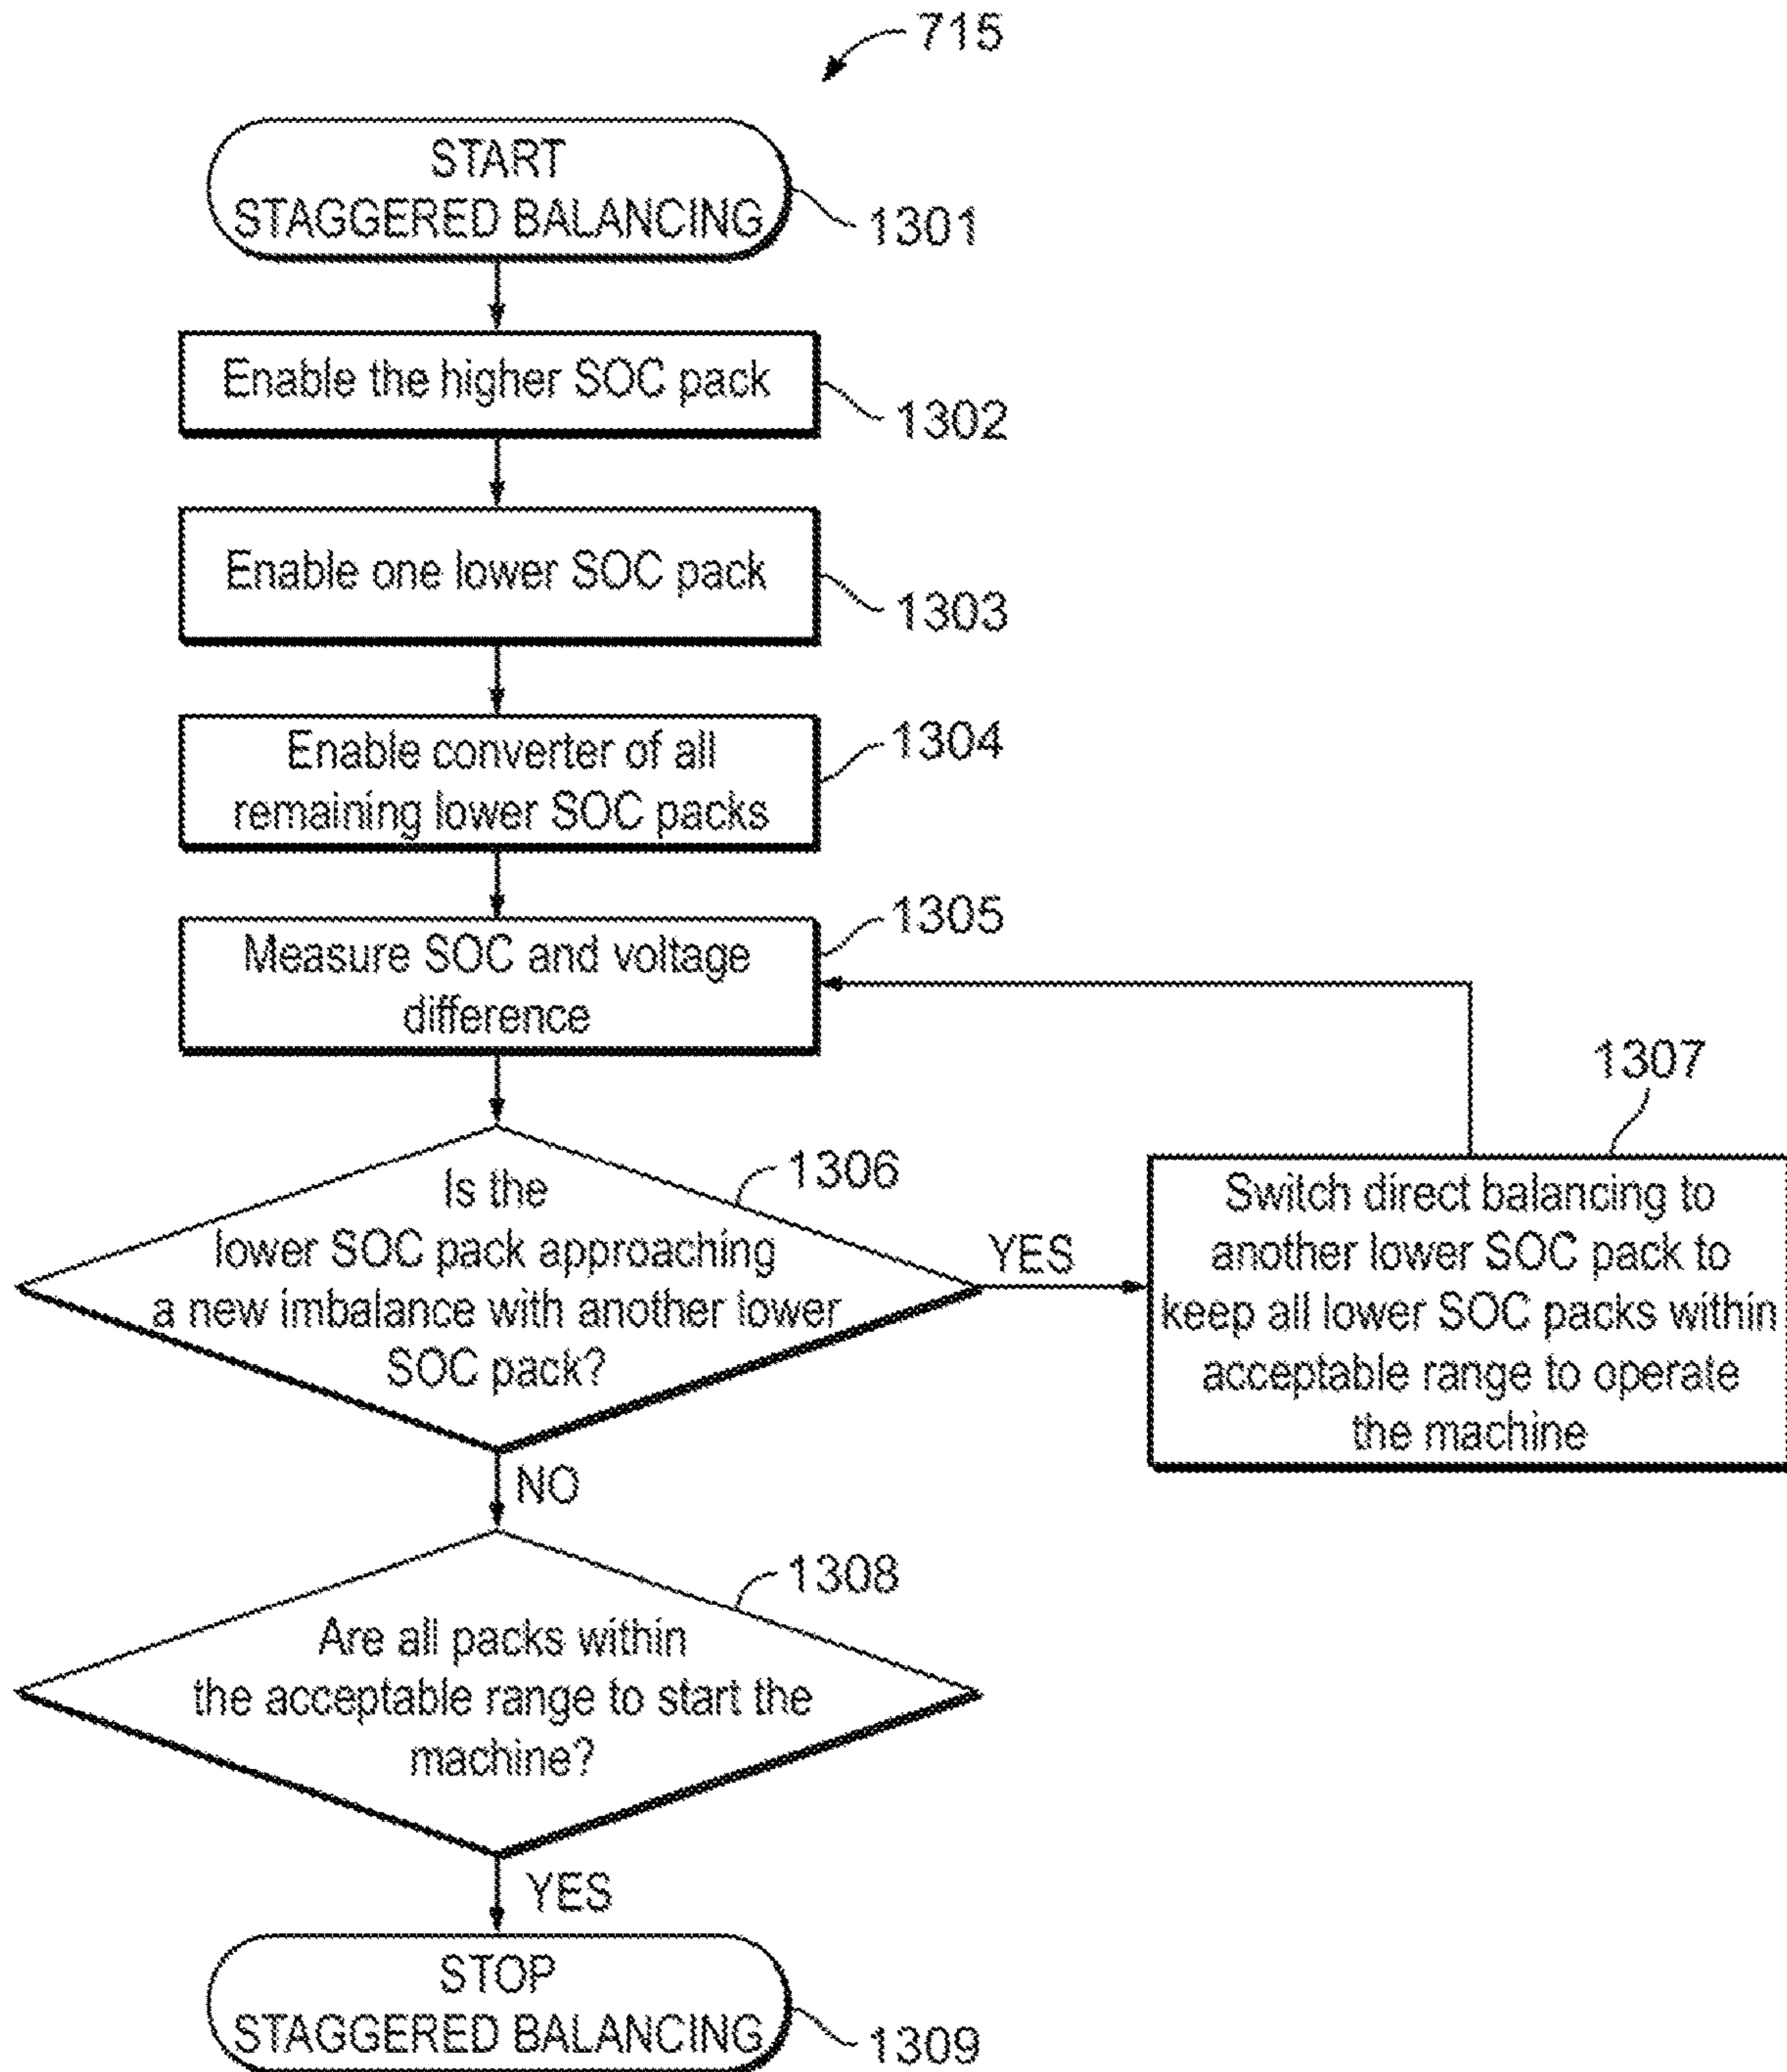 715
START
STAGGERED BALANCING
1301
Enable the higher SOC pack
1302
Enable one lower SOC pack
1303
Enable converter of all
remaining lower SOC packs
1304
Measure SOC and voltage
difference
1305
Is the
lower SOC pack approaching
a new imbalance with another lower
SOC pack?
1306
YES
1307
Switch direct balancing to
another lower SOC pack to
keep all lower SOC packs within
acceptable range to operate
the machine
NO
Are all packs within
the acceptable range to start the
machine?
1308
YES
STOP
STAGGERED BALANCING
1309